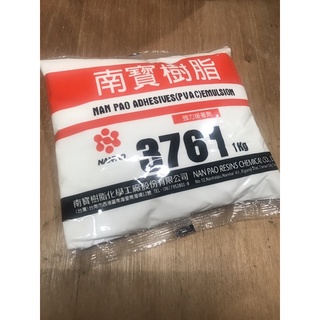 南寶樹脂
NAN PAO ADHESIVES(PVAC)EMULSION
強力接著劑
NAN PAO
3761
1Kg
南寶樹脂化學工廠股份有限公司
NAN PAO RESINS CHEMICAL CO.